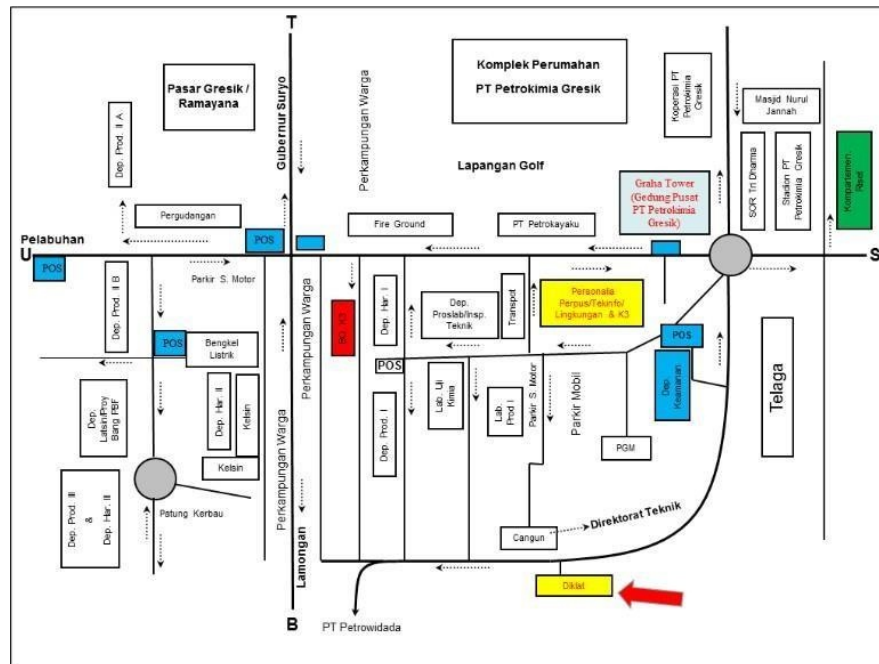 T
Pasar Gresik /
Ramayana
Gubernur Suryo
Perkampungan Warga
Komplek Perumahan
PT Petrokimia Gresik
Koperasi PT
Petrokimia
Gresik
Masjid Nurul
Jannah
Dep. Prod. II A
Lapangan Golf
Graha Tower
(Gedung Pusat
PT Petrokimia
Gresik)
SOR Tri Dharma
Stadion PT
Petrokimia Gresik
Kompartemen
Riset
Pergudangan
POS
Fire Ground
PT Petrokayaku
Pelabuhan
U
S
POS
Parkir S. Motor
Dep. Prod. II B
Perkampungan Warga
BG. K3
Dep. Har. I
Dep.
Proslab/Insp.
Teknik
Transpot
Personalia
Perpus/Tekinfo/
Lingkungan & K3
POS
Bengkel
Listrik
POS
POS
Dep.
Keamanan
Telaga
Dep.
Latsin/Proy
Bang PBF
Dep. Har. II
Kelsin
Kelsin
Perkampungan Warga
Dep. Prod. I
Lab. Uji
Kimia
Lab.
Prod I
Parkir S. Motor
Parkir Mobil
PGM
Dep. Prod. III
&
Dep. Har. III
Patung Kerbau
Lamongan
Cangun
Direktorat Teknik
Diklat
B
PT Petrowidada